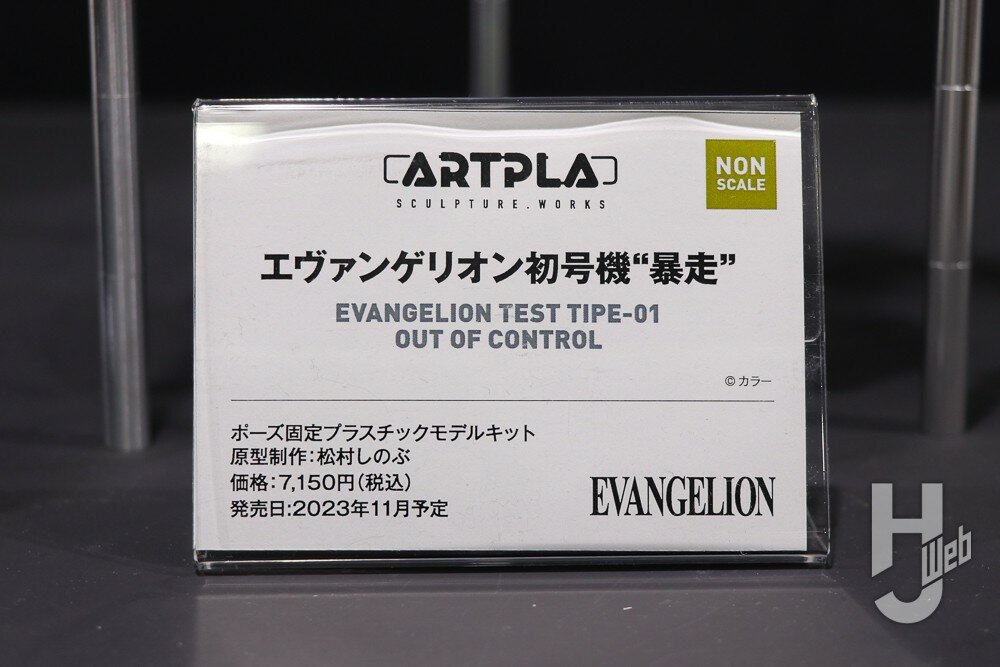 ARTPLA
SCULPTURE.WORKS
NON
SCALE
エヴァンゲリオン初号機“暴走”
EVANGELION TEST TIPE-01
OUT OF CONTROL
©カラー
ポーズ固定プラスチックモデルキット
原型制作：松村しのぶ
価格：7,150円（税込）
発売日:2023年11月予定
EVANGELION
HJ Web